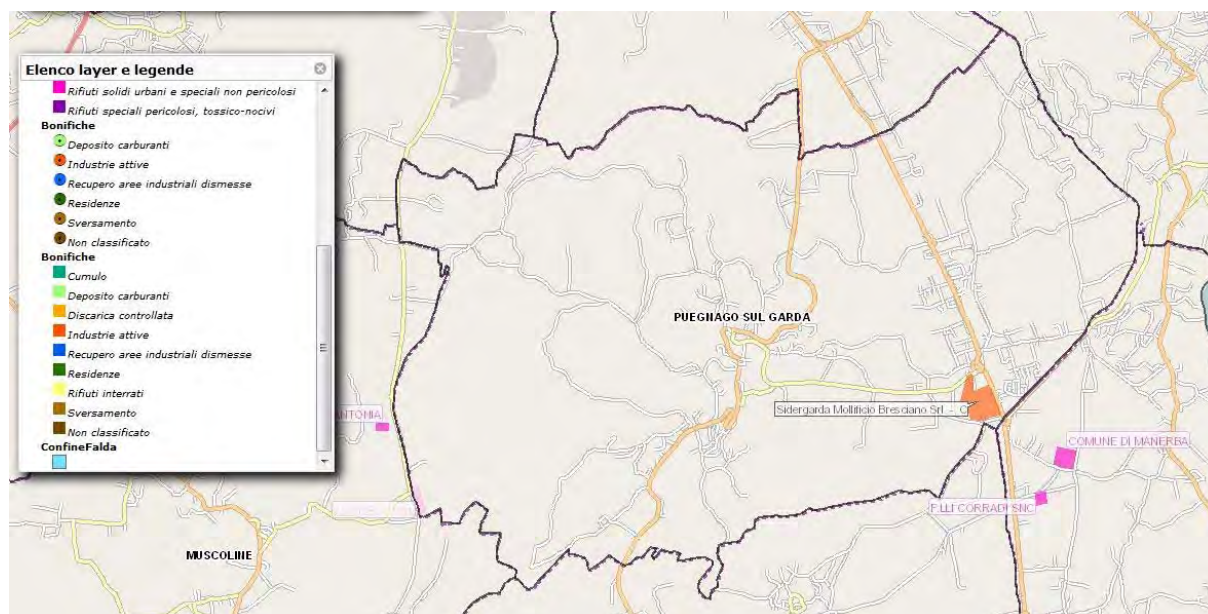 Elenco layer e legende
Rifiuti solidi urbani e speciali non pericolosi
Rifiuti speciali pericolosi, tossico-nocivi
Bonifiche
Deposito carburanti
Industrie attive
Recupero aree industriali dismesse
Residenze
Sversamento
Non classificato
Bonifiche
Cumulo
Deposito carburanti
Discarica controllata
Industrie attive
Recupero aree industriali dismesse
Residenze
Rifiuti interrati
Sversamento
Non classificato
ConfineFalda
PUEGNAGO SUL GARDA
ANTONIA
Sidergarda Mollificio Bresciano Srl -
COMUNE DI MANERBA
F.LLI CORRADI SNC
MUSCOLINE